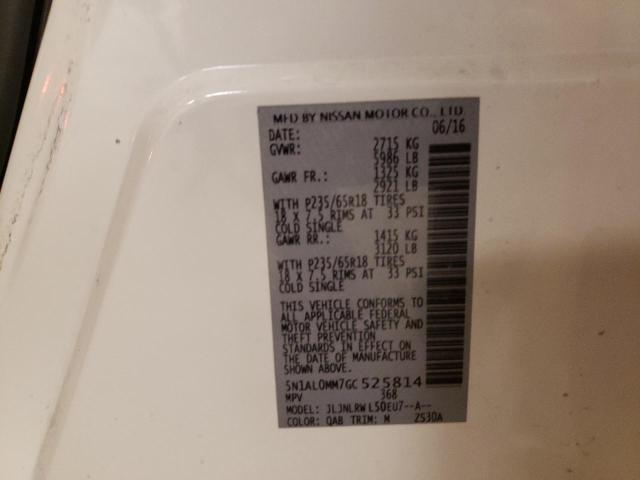 MFD BY NISSAN MOTOR CO., LTD.
DATE: 06/16
GVWR: 2715 KG
5986 LB
GAWR FR.: 1325 KG
2921 LB
WITH P235/65R18 TIRES
18 X 7.5 RIMS AT 33 PSI
COLD SINGLE
GAWR RR.: 1415 KG
3120 LB
WITH P235/65R18 TIRES
18 X 7.5 RIMS AT 33 PSI
COLD SINGLE
THIS VEHICLE CONFORMS TO
ALL APPLICABLE FEDERAL
MOTOR VEHICLE SAFETY AND
THEFT PREVENTION
STANDARDS IN EFFECT ON
THE DATE OF MANUFACTURE
SHOWN ABOVE.
5N1AL0MM7GC525814
MPV 368
MODEL: JLJNLRWL50EU7--A--
COLOR: QAB TRIM: M 2S30A